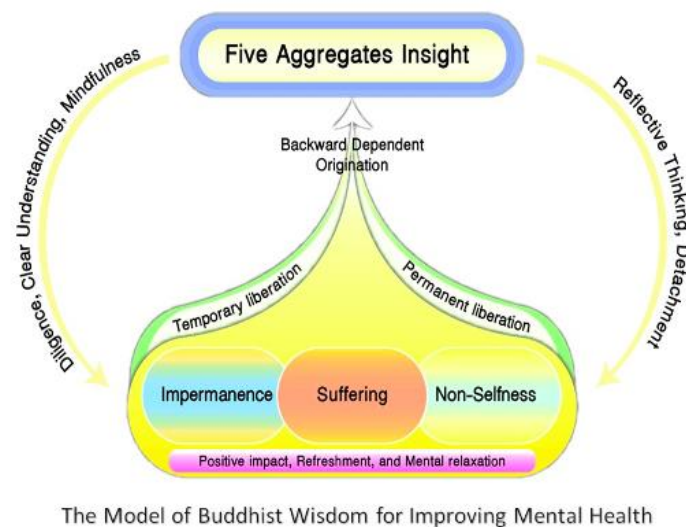 Five Aggregates Insight
Diligence, Clear Understanding, Mindfulness
Reflective Thinking, Detachment
Backward Dependent
Origination
Temporary liberation
Permanent liberation
Impermanence
Suffering
Non-Selfness
Positive impact, Refreshment, and Mental relaxation
The Model of Buddhist Wisdom for Improving Mental Health